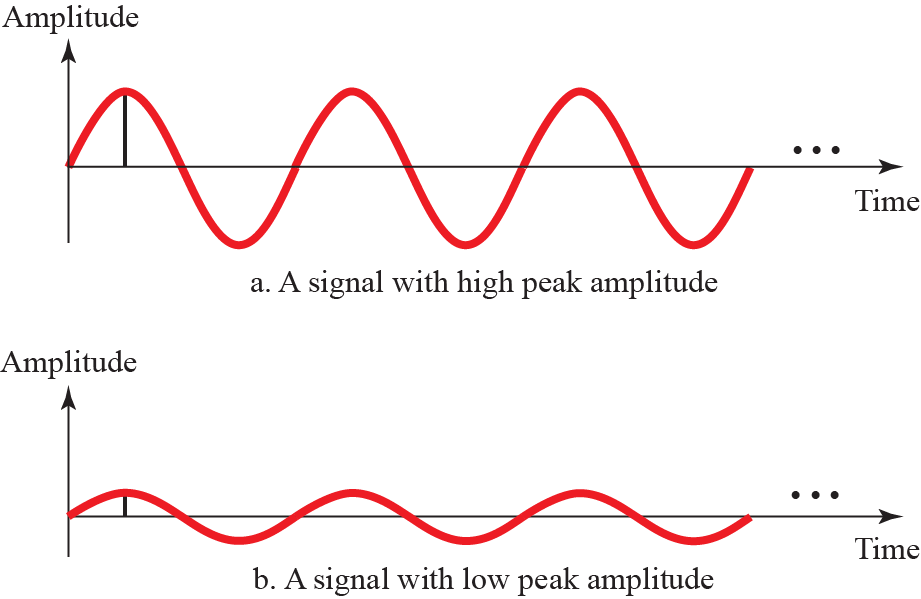 Amplitude
...
Time
a. A signal with high peak amplitude
Amplitude
...
Time
b. A signal with low peak amplitude